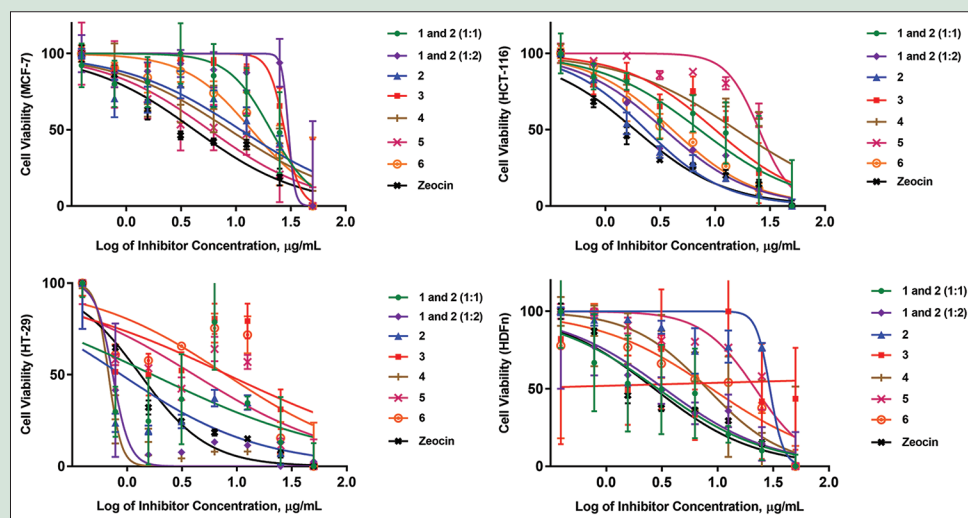 Cell Viability (MCF-7)
100
50
0
0.0 0.5 1.0 1.5 2.0
Log of Inhibitor Concentration, μg/mL
1 and 2 (1:1)
1 and 2 (1:2)
2
3
4
5
6
Zeocin
Cell Viability (HCT-116)
100
50
0
0.0 0.5 1.0 1.5 2.0
Log of Inhibitor Concentration, μg/mL
1 and 2 (1:1)
1 and 2 (1:2)
2
3
4
5
6
Zeocin
Cell Viability (HT-29)
100
50
0
0.0 0.5 1.0 1.5 2.0
Log of Inhibitor Concentration, μg/mL
1 and 2 (1:1)
1 and 2 (1:2)
2
3
4
5
6
Zeocin
Cell Viability (HDFn)
100
50
0
0.0 0.5 1.0 1.5 2.0
Log of Inhibitor Concentration, μg/mL
1 and 2 (1:1)
1 and 2 (1:2)
2
3
4
5
6
Zeocin